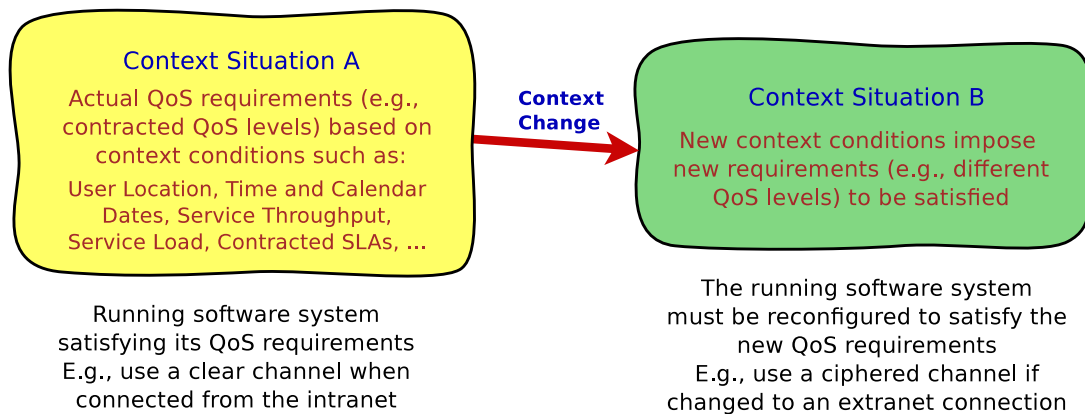 Context Situation A
Actual QoS requirements (e.g.,
contracted QoS levels) based on
context conditions such as:
User Location, Time and Calendar
Dates, Service Throughput,
Service Load, Contracted SLAs, ...
Running software system
satisfying its QoS requirements
E.g., use a clear channel when
connected from the intranet
Context
Change
Context Situation B
New context conditions impose
new requirements (e.g., different
QoS levels) to be satisfied
The running software system
must be reconfigured to satisfy the
new QoS requirements
E.g., use a ciphered channel if
changed to an extranet connection